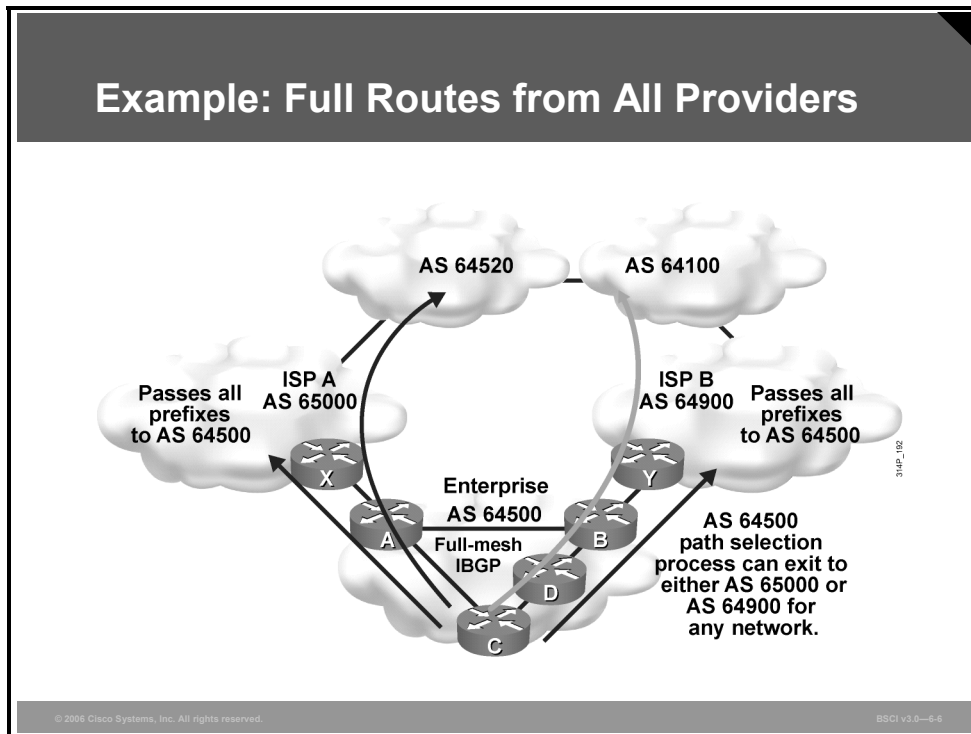 Example: Full Routes from All Providers
AS 64520
AS 64100
ISP A
AS 65000
Passes all
prefixes
to AS 64500
ISP B
AS 64900
Passes all
prefixes
to AS 64500
314P_192
X
Y
Enterprise
AS 64500
A
B
Full-mesh
IBGP
D
C
AS 64500
path selection
process can exit to
either AS 65000 or
AS 64900 for
any network.
© 2006 Cisco Systems, Inc. All rights reserved.
BSCI v3.0—6-6